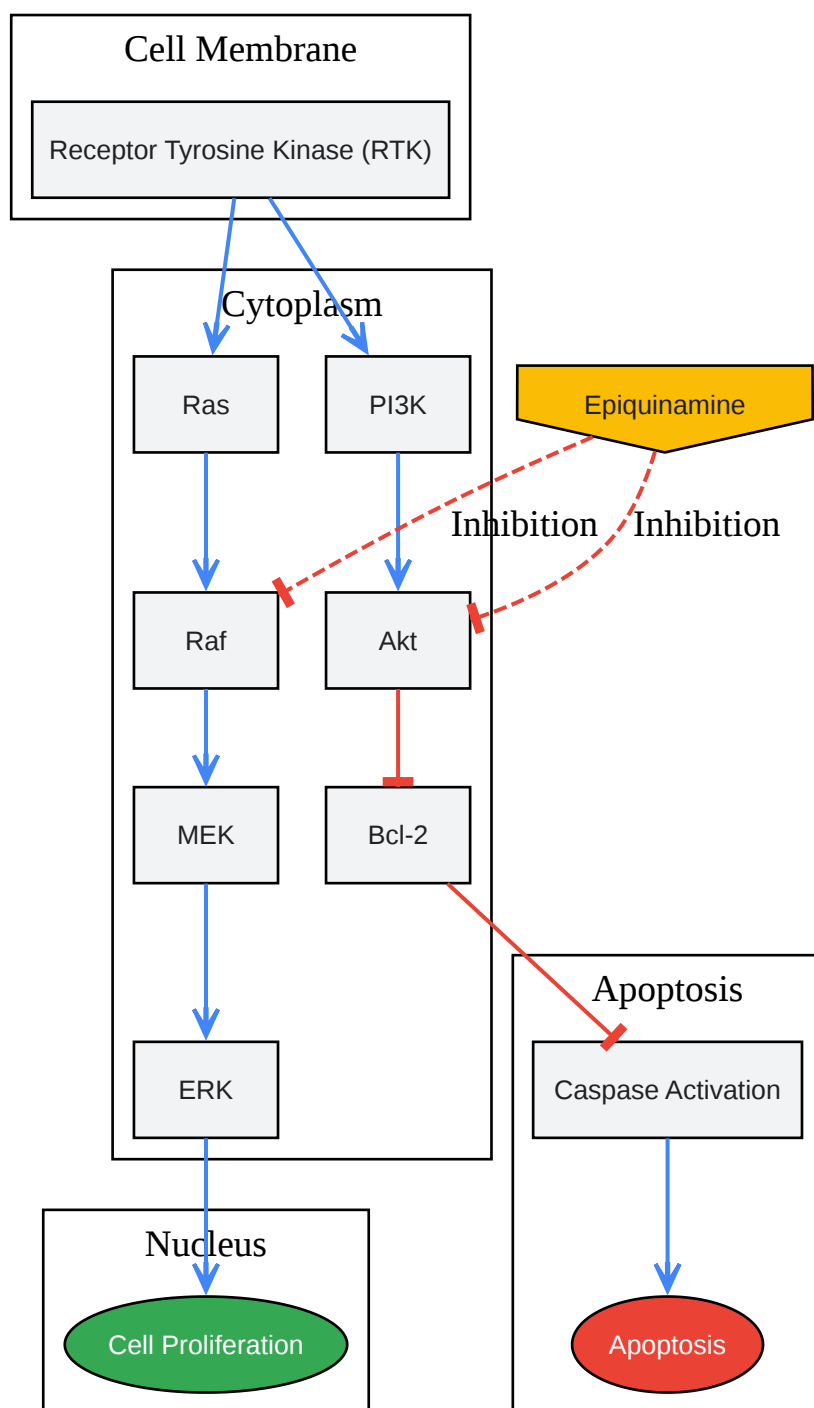 Cell Membrane
Receptor Tyrosine Kinase (RTK)
Cytoplasm
Ras
PI3K
Epiquinamine
Inhibition
Inhibition
Raf
Akt
MEK
Bcl-2
Apoptosis
ERK
Caspase Activation
Nucleus
Cell Proliferation
Apoptosis